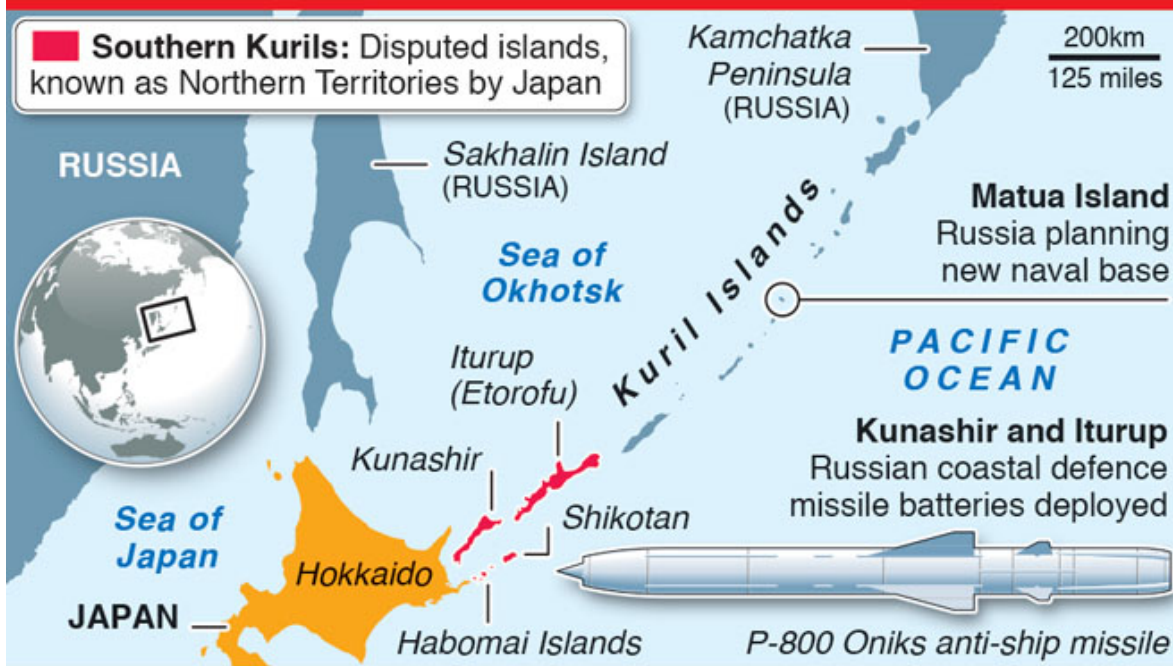 Southern Kurils: Disputed islands,
known as Northern Territories by Japan
Kamchatka
Peninsula
(RUSSIA)
200km
125 miles
RUSSIA
Sakhalin Island
(RUSSIA)
Sea of
Okhotsk
Kuril Islands
Matua Island
Russia planning
new naval base
PACIFIC
OCEAN
Iturup
(Etorofu)
Kunashir
Shikotan
Kunashir and Iturup
Russian coastal defence
missile batteries deployed
Sea of
Japan
Hokkaido
JAPAN
Habomai Islands
P-800 Oniks anti-ship missile